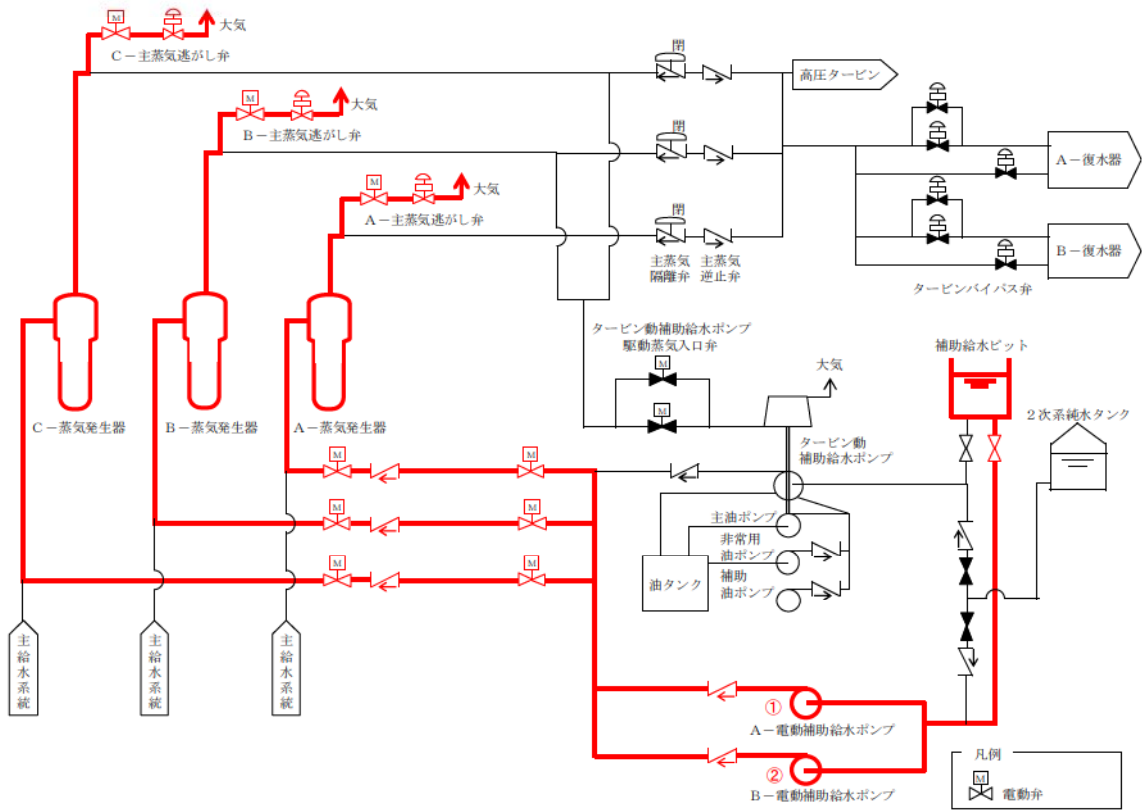 M
大気
C－主蒸気逃がし弁
閉
高圧タービン
M
大気
B－主蒸気逃がし弁
閉
A－復水器
M
大気
A－主蒸気逃がし弁
閉
主蒸気
隔離弁
主蒸気
逆止弁
B－復水器
タービンバイパス弁
タービン動補助給水ポンプ
駆動蒸気入口弁
M
M
大気
補助給水ピット
2次系純水タンク
C－蒸気発生器
B－蒸気発生器
A－蒸気発生器
タービン動
補助給水ポンプ
M
M
M
M
M
M
主油ポンプ
非常用
油ポンプ
補助
油ポンプ
油タンク
主給水系統
主給水系統
主給水系統
①
A－電動補助給水ポンプ
②
B－電動補助給水ポンプ
凡例
M
電動弁